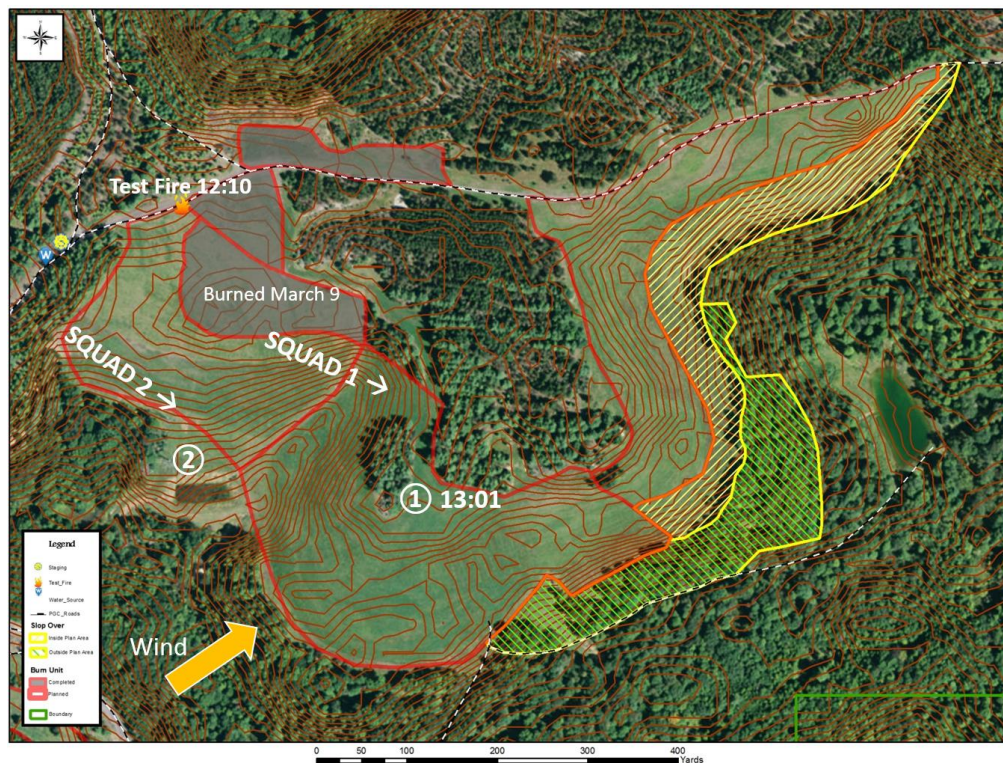 Test Fire 12:10
W
Burned March 9
SQUAD 1 →
SQUAD 2 →
②
① 13:01
Wind
Legend
Staging
Test_Fire
Water_Source
PGC_Roads
Slop Over
Inside Plan Area
Outside Plan Area
Burn Unit
Completed
Planned
Boundary
0 50 100 200 300 400
Yards